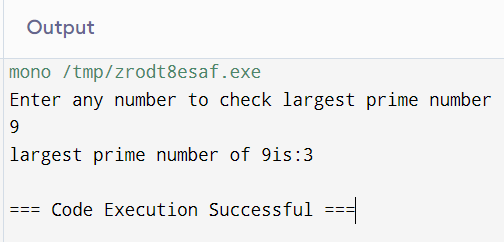 Output
mono /tmp/zrodt8esaf.exe
Enter any number to check largest prime number
9
largest prime number of 9is:3
=== Code Execution Successful ===